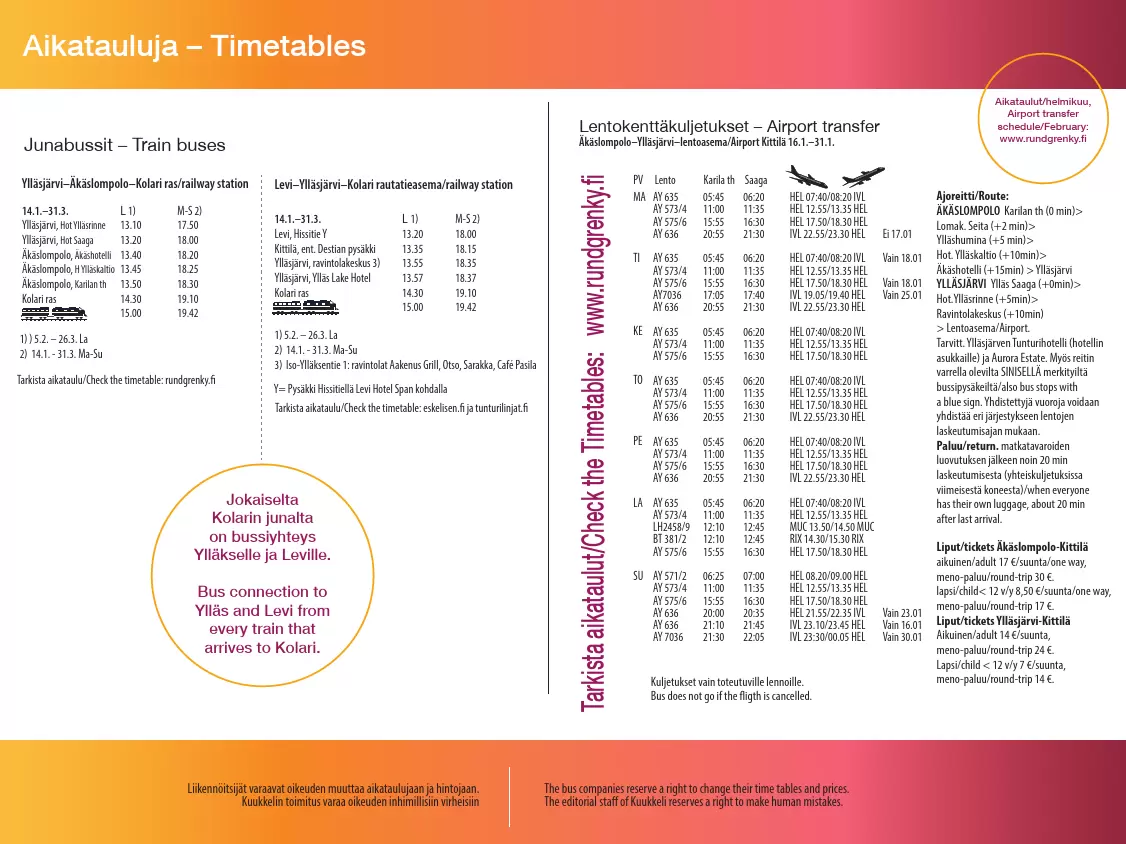 Aikatauluja – Timetables
Aikataulut/helmikuu,
Airport transfer
schedule/February:
www.rundgrenky.fi
Junabussit – Train buses
Ylläsjärvi–Äkäslompolo–Kolari ras/railway station
14.1.–31.3. L 1) M-S 2)
Ylläsjärvi, Hot Ylläsrinne 13.10 17.50
Ylläsjärvi, Hot Saaga 13.20 18.00
Äkäslompolo, Äkäshotelli 13.40 18.20
Äkäslompolo, H Ylläskaltio 13.45 18.25
Äkäslompolo, Karilan th 13.50 18.30
Kolari ras 14.30 19.10
15.00 19.42
1) ) 5.2. – 26.3. La
2) 14.1. - 31.3. Ma-Su
Tarkista aikataulu/Check the timetable: rundgrenky.fi
Levi–Ylläsjärvi–Kolari rautatieasema/railway station
14.1.–31.3. L 1) M-S 2)
Levi, Hissitie Y 13.20 18.00
Kittilä, ent. Destian pysäkki 13.35 18.15
Ylläsjärvi, ravintolakeskus 3) 13.55 18.35
Ylläsjärvi, Ylläs Lake Hotel 13.57 18.37
Kolari ras 14.30 19.10
15.00 19.42
1) 5.2. – 26.3. La
2) 14.1. - 31.3. Ma-Su
3) Iso-Ylläksentie 1: ravintolat Aakenus Grill, Otso, Sarakka, Café Pasila
Y= Pysäkki Hissitiellä Levi Hotel Span kohdalla
Tarkista aikataulu/Check the timetable: eskelisen.fi ja tunturilinjat.fi
Jokaiselta
Kolarin junalta
on bussiyhteys
Ylläkselle ja Leville.
Bus connection to
Ylläs and Levi from
every train that
arrives to Kolari.
Lentokenttäkuljetukset – Airport transfer
Äkäslompolo–Ylläsjärvi–lentoasema/Airport Kittilä 16.1.–31.1.
Tarkista aikataulut/Check the Timetables: www.rundgrenky.fi
PV Lento Karila th Saaga
MA AY 635 05:45 06:20 HEL 07:40/08:20 IVL
AY 573/4 11:00 11:35 HEL 12.55/13.35 HEL
AY 575/6 15:55 16:30 HEL 17.50/18.30 HEL
AY 636 20:55 21:30 IVL 22.55/23.30 HEL Ei 17.01
TI AY 635 05:45 06:20 HEL 07:40/08:20 IVL Vain 18.01
AY 573/4 11:00 11:35 HEL 12.55/13.35 HEL
AY 575/6 15:55 16:30 HEL 17.50/18.30 HEL Vain 18.01
AY7036 17:05 17:40 IVL 19.05/19.40 HEL Vain 25.01
AY 636 20:55 21:30 IVL 22.55/23.30 HEL
KE AY 635 05:45 06:20 HEL 07:40/08:20 IVL
AY 573/4 11:00 11:35 HEL 12.55/13.35 HEL
AY 575/6 15:55 16:30 HEL 17.50/18.30 HEL
TO AY 635 05:45 06:20 HEL 07:40/08:20 IVL
AY 573/4 11:00 11:35 HEL 12.55/13.35 HEL
AY 575/6 15:55 16:30 HEL 17.50/18.30 HEL
AY 636 20:55 21:30 IVL 22.55/23.30 HEL
PE AY 635 05:45 06:20 HEL 07:40/08:20 IVL
AY 573/4 11:00 11:35 HEL 12.55/13.35 HEL
AY 575/6 15:55 16:30 HEL 17.50/18.30 HEL
AY 636 20:55 21:30 IVL 22.55/23.30 HEL
LA AY 635 05:45 06:20 HEL 07:40/08:20 IVL
AY 573/4 11:00 11:35 HEL 12.55/13.35 HEL
LH2458/9 12:10 12:45 MUC 13.50/14.50 MUC
BT 381/2 12:10 12:45 RIX 14.30/15.30 RIX
AY 575/6 15:55 16:30 HEL 17.50/18.30 HEL
SU AY 571/2 06:25 07:00 HEL 08.20/09.00 HEL
AY 573/4 11:00 11:35 HEL 12.55/13.35 HEL
AY 575/6 15:55 16:30 HEL 17.50/18.30 HEL
AY 636 20:00 20:35 HEL 21.55/22.35 IVL Vain 23.01
AY 636 21:10 21:45 IVL 23.10/23.45 HEL Vain 16.01
AY 7036 21:30 22:05 IVL 23:30/00.05 HEL Vain 30.01
Kuljetukset vain toteutuville lennoille.
Bus does not go if the fligth is cancelled.
Ajoreitti/Route:
ÄKÄSLOMPOLO Karilan th (0 min)>
Lomak. Seita (+2 min)>
Ylläshumina (+5 min)>
Hot. Ylläskaltio (+10min)>
Äkäshotelli (+15min) > Ylläsjärvi
YLLÄSJÄRVI Ylläs Saaga (+0min)>
Hot.Ylläsrinne (+5min)>
Ravintolakeskus (+10min)
> Lentoasema/Airport.
Tarvitt. Ylläsjärven Tunturihotelli (hotellin
asukkaille) ja Aurora Estate. Myös reitin
varrella olevilta SINISELLÄ merkityiltä
bussipysäkeiltä/also bus stops with
a blue sign. Yhdistettyjä vuoroja voidaan
yhdistää eri järjestykseen lentojen
laskeutumisajan mukaan.
Paluu/return. matkatavaroiden
luovutuksen jälkeen noin 20 min
laskeutumisesta (yhteiskuljetuksissa
viimeisestä koneesta)/when everyone
has their own luggage, about 20 min
after last arrival.
Liput/tickets Äkäslompolo-Kittilä
aikuinen/adult 17 €/suunta/one way,
meno-paluu/round-trip 30 €.
lapsi/child< 12 v/y 8,50 €/suunta/one way,
meno-paluu/round-trip 17 €.
Liput/tickets Ylläsjärvi-Kittilä
Aikuinen/adult 14 €/suunta,
meno-paluu/round-trip 24 €.
Lapsi/child < 12 v/y 7 €/suunta,
meno-paluu/round-trip 14 €.
Liikennöitsijät varaavat oikeuden muuttaa aikataulujaan ja hintojaan.
Kuukkelin toimitus varaa oikeuden inhimillisiin virheisiin
The bus companies reserve a right to change their time tables and prices.
The editorial staff of Kuukkeli reserves a right to make human mistakes.